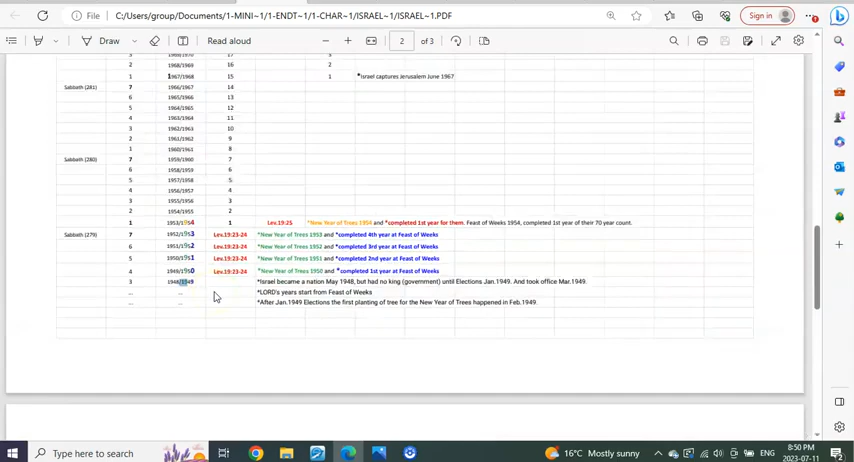 File
C:/Users/group/Documents/1-MINI~1/1-ENDT~1/1-CHAR~1/ISRAEL~1/ISRAEL~1.PDF
Sign in
Draw
Read aloud
2 of 3
3 1969/1970 17 3
2 1968/1969 16 2
1 1967/1968 15 1 *Israel captures Jerusalem June 1967
Sabbath (281) 7 1966/1967 14
6 1965/1966 13
5 1964/1965 12
4 1963/1964 11
3 1962/1963 10
2 1961/1962 9
1 1960/1961 8
Sabbath (280) 7 1959/1960 7
6 1958/1959 6
5 1957/1958 5
4 1956/1957 4
3 1955/1956 3
2 1954/1955 2
1 1953/1954 1 Lev.19:25 *New Year of Trees 1954 and *completed 1st year for them. Feast of Weeks 1954, completed 1st year of their 70 year count.
Sabbath (279) 7 1952/1953 Lev.19:23-24 *New Year of Trees 1953 and *completed 4th year at Feast of Weeks
6 1951/1952 Lev.19:23-24 *New Year of Trees 1952 and *completed 3rd year at Feast of Weeks
5 1950/1951 Lev.19:23-24 *New Year of Trees 1951 and *completed 2nd year at Feast of Weeks
4 1949/1950 Lev.19:23-24 *New Year of Trees 1950 and *completed 1st year at Feast of Weeks
3 1948/1949 *Israel became a nation May 1948, but had no king (government) until Elections Jan.1949. And took office Mar.1949.
... ... *LORD's years start from Feast of Weeks
... ... *After Jan.1949 Elections the first planting of tree for the New Year of Trees happened in Feb.1949.
Type here to search
16°C Mostly sunny
ENG
8:50 PM
2023-07-11